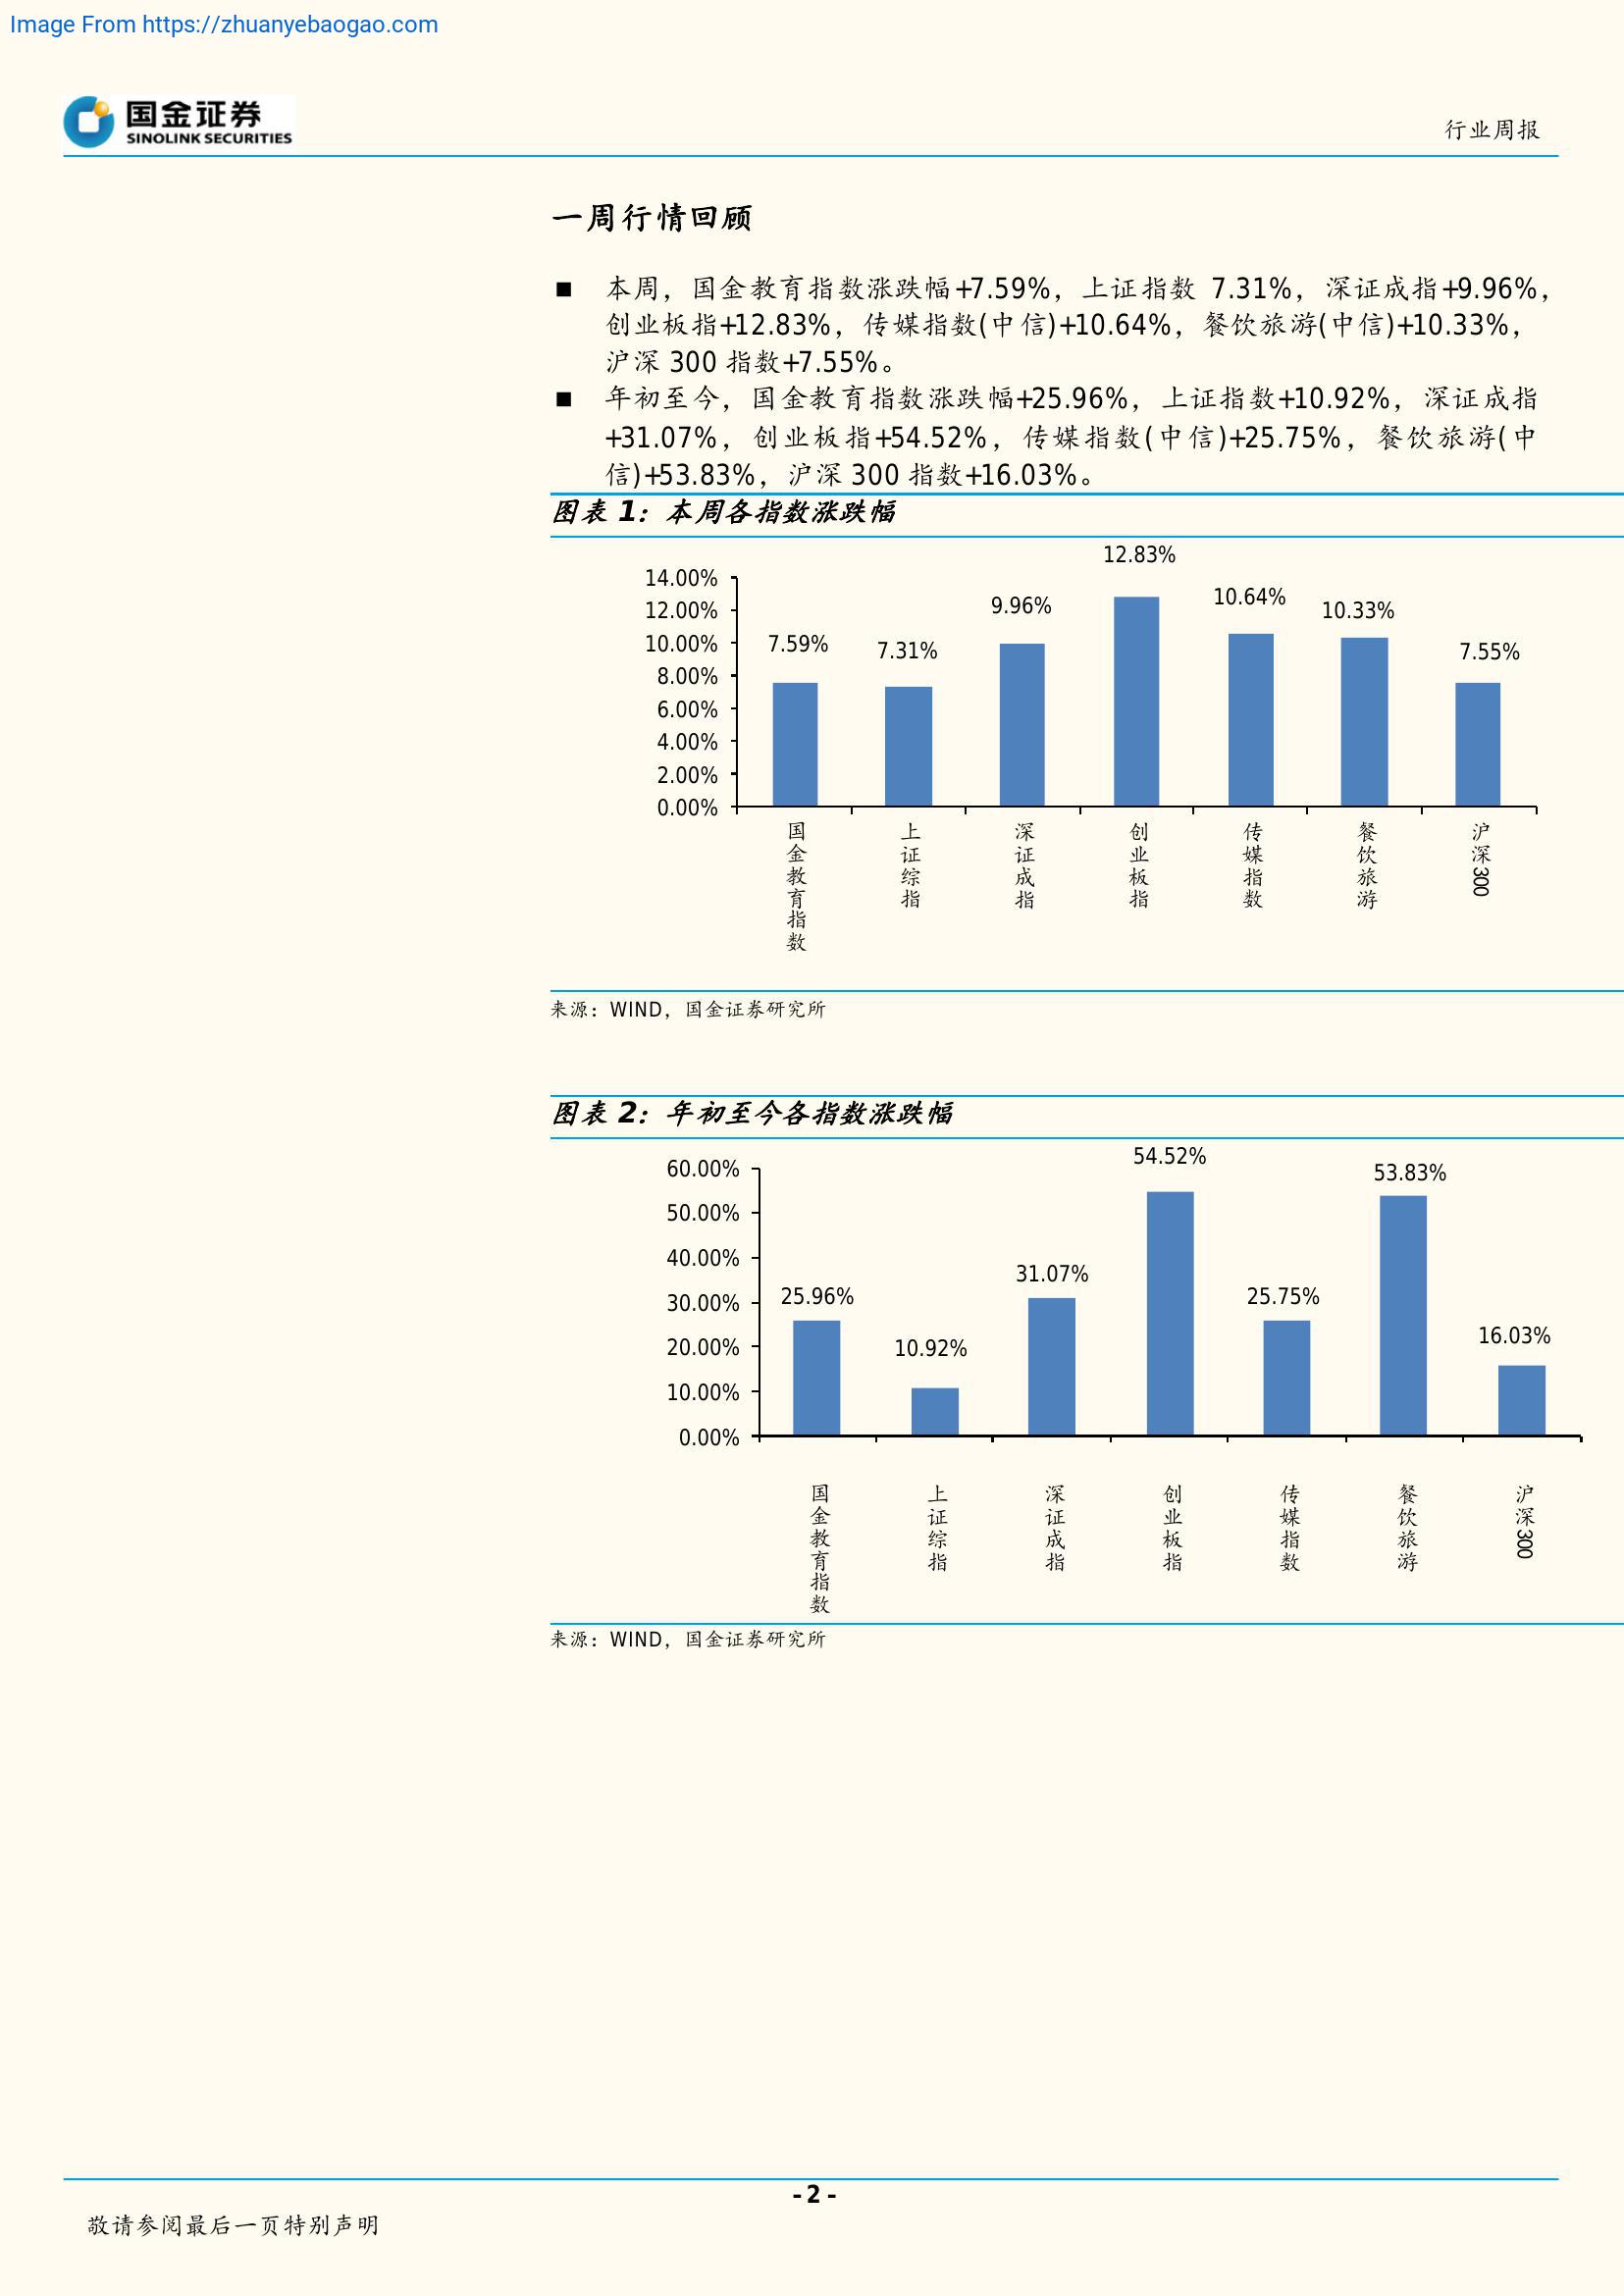 Image From https://zhuanyebaogao.com
国金证券
SINOLINK SECURITIES
行业周报
一周行情回顾
■ 本周，国金教育指数涨跌幅+7.59%，上证指数 7.31%，深证成指+9.96%，
创业板指+12.83%，传媒指数(中信)+10.64%，餐饮旅游(中信)+10.33%，
沪深 300 指数+7.55%。
■ 年初至今，国金教育指数涨跌幅+25.96%，上证指数+10.92%，深证成指
+31.07%，创业板指+54.52%，传媒指数(中信)+25.75%，餐饮旅游(中
信)+53.83%，沪深 300 指数+16.03%。
图表 1：本周各指数涨跌幅
14.00%
12.00%
10.00%
8.00%
6.00%
4.00%
2.00%
0.00%
7.59%
7.31%
9.96%
12.83%
10.64%
10.33%
7.55%
国金教育指数
上证综指
深证成指
创业板指
传媒指数
餐饮旅游
沪深300
来源：WIND，国金证券研究所
图表 2：年初至今各指数涨跌幅
60.00%
50.00%
40.00%
30.00%
20.00%
10.00%
0.00%
25.96%
10.92%
31.07%
54.52%
25.75%
53.83%
16.03%
国金教育指数
上证综指
深证成指
创业板指
传媒指数
餐饮旅游
沪深300
来源：WIND，国金证券研究所
- 2 -
敬请参阅最后一页特别声明